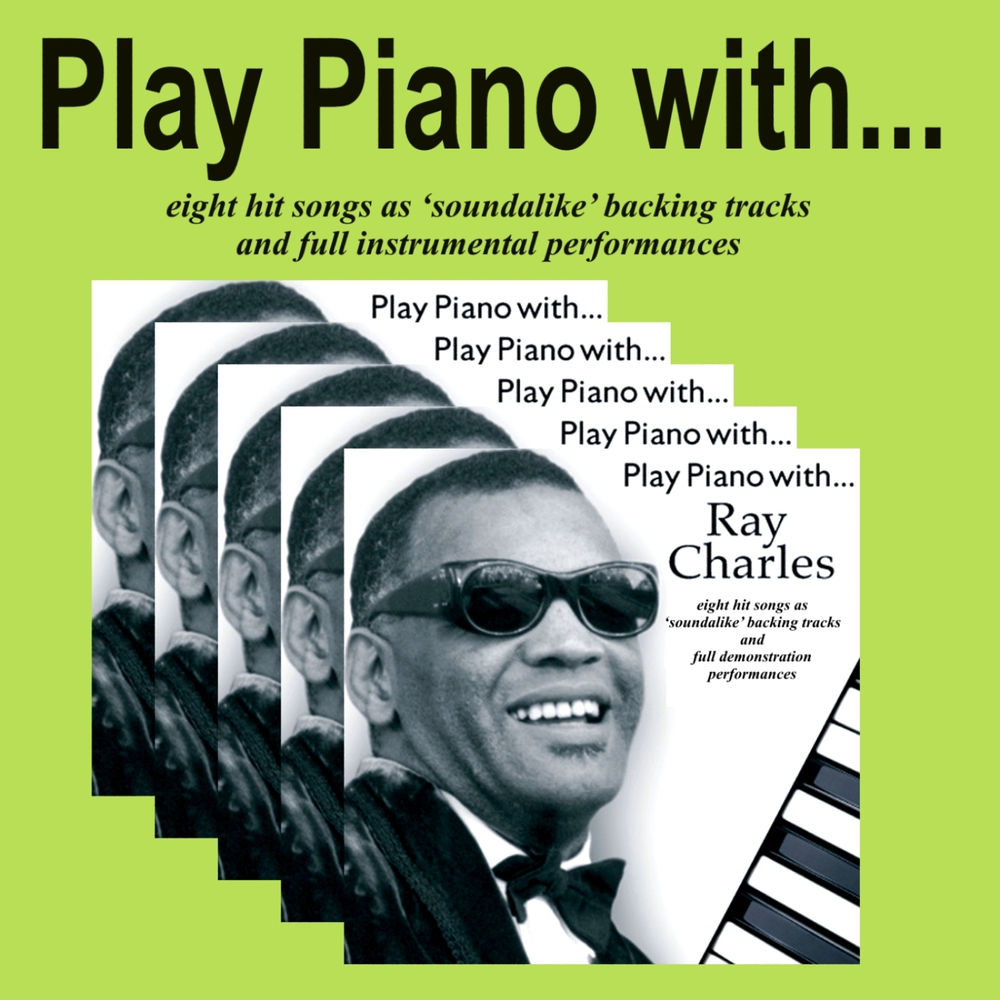 Play Piano with...
eight hit songs as ‘soundalike’ backing tracks
and full instrumental performances
Play Piano with...
Play Piano with...
Play Piano with...
Play Piano with...
Play Piano with...
Ray
Charles
eight hit songs as
‘soundalike’ backing tracks
and
full demonstration
performances